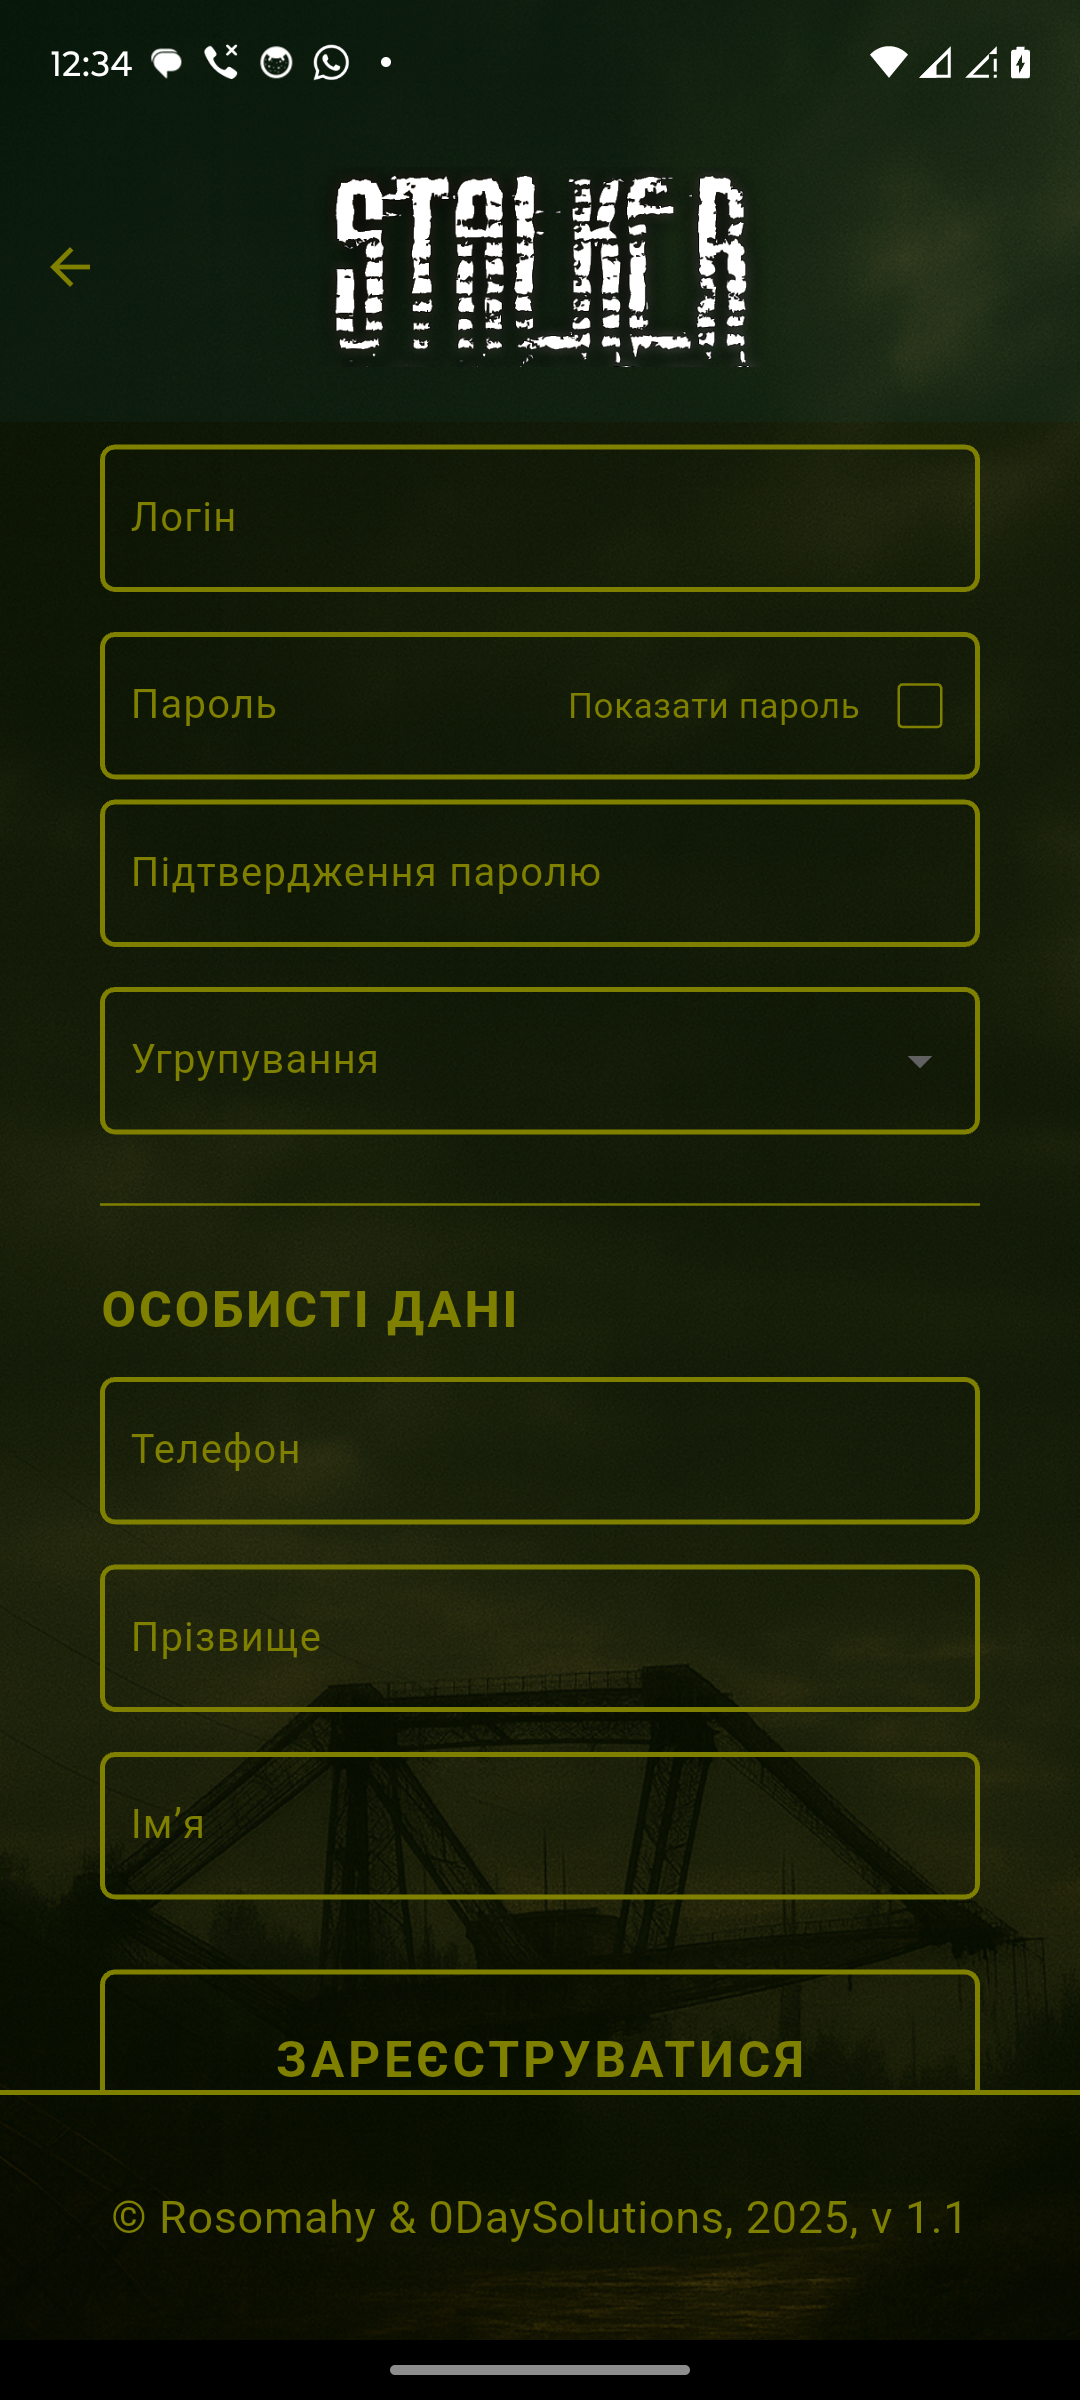 12:34
STALKER
Логін
Пароль Показати пароль
Підтвердження паролю
Угрупування
ОСОБИСТІ ДАНІ
Телефон
Прізвище
Ім’я
ЗАРЕЄСТРУВАТИСЯ
© Rosomahy & 0DaySolutions, 2025, v 1.1